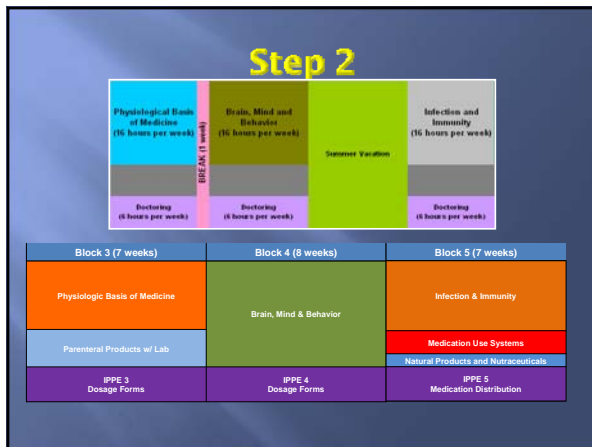 Step 2
Physiological Basis
of Medicine
(16 hours per week)
BREAK (1 week)
Brain, Mind and
Behavior
(16 hours per week)
Summer Vacation
Infection and
Immunity
(16 hours per week)
Doctoring
(6 hours per week)
Doctoring
(6 hours per week)
Doctoring
(6 hours per week)
Block 3 (7 weeks)
Block 4 (8 weeks)
Block 5 (7 weeks)
Physiologic Basis of Medicine
Brain, Mind & Behavior
Infection & Immunity
Parenteral Products w/ Lab
Medication Use Systems
Natural Products and Nutraceuticals
IPPE 3
Dosage Forms
IPPE 4
Dosage Forms
IPPE 5
Medication Distribution